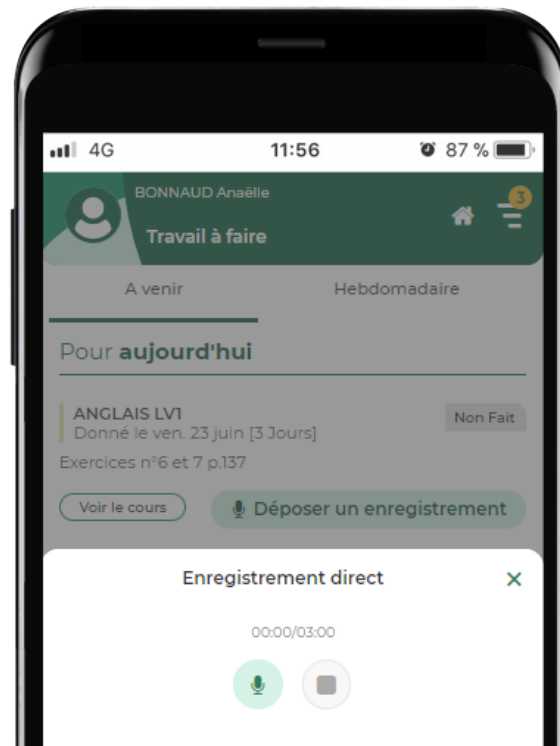 4G 11:56 87 %
BONNAUD Anaëlle
3
Travail à faire
A venir Hebdomadaire
Pour aujourd'hui
ANGLAIS LV1
Non Fait
Donné le ven. 23 juin [3 Jours]
Exercices n°6 et 7 p.137
Voir le cours Déposer un enregistrement
Enregistrement direct
00:00/03:00